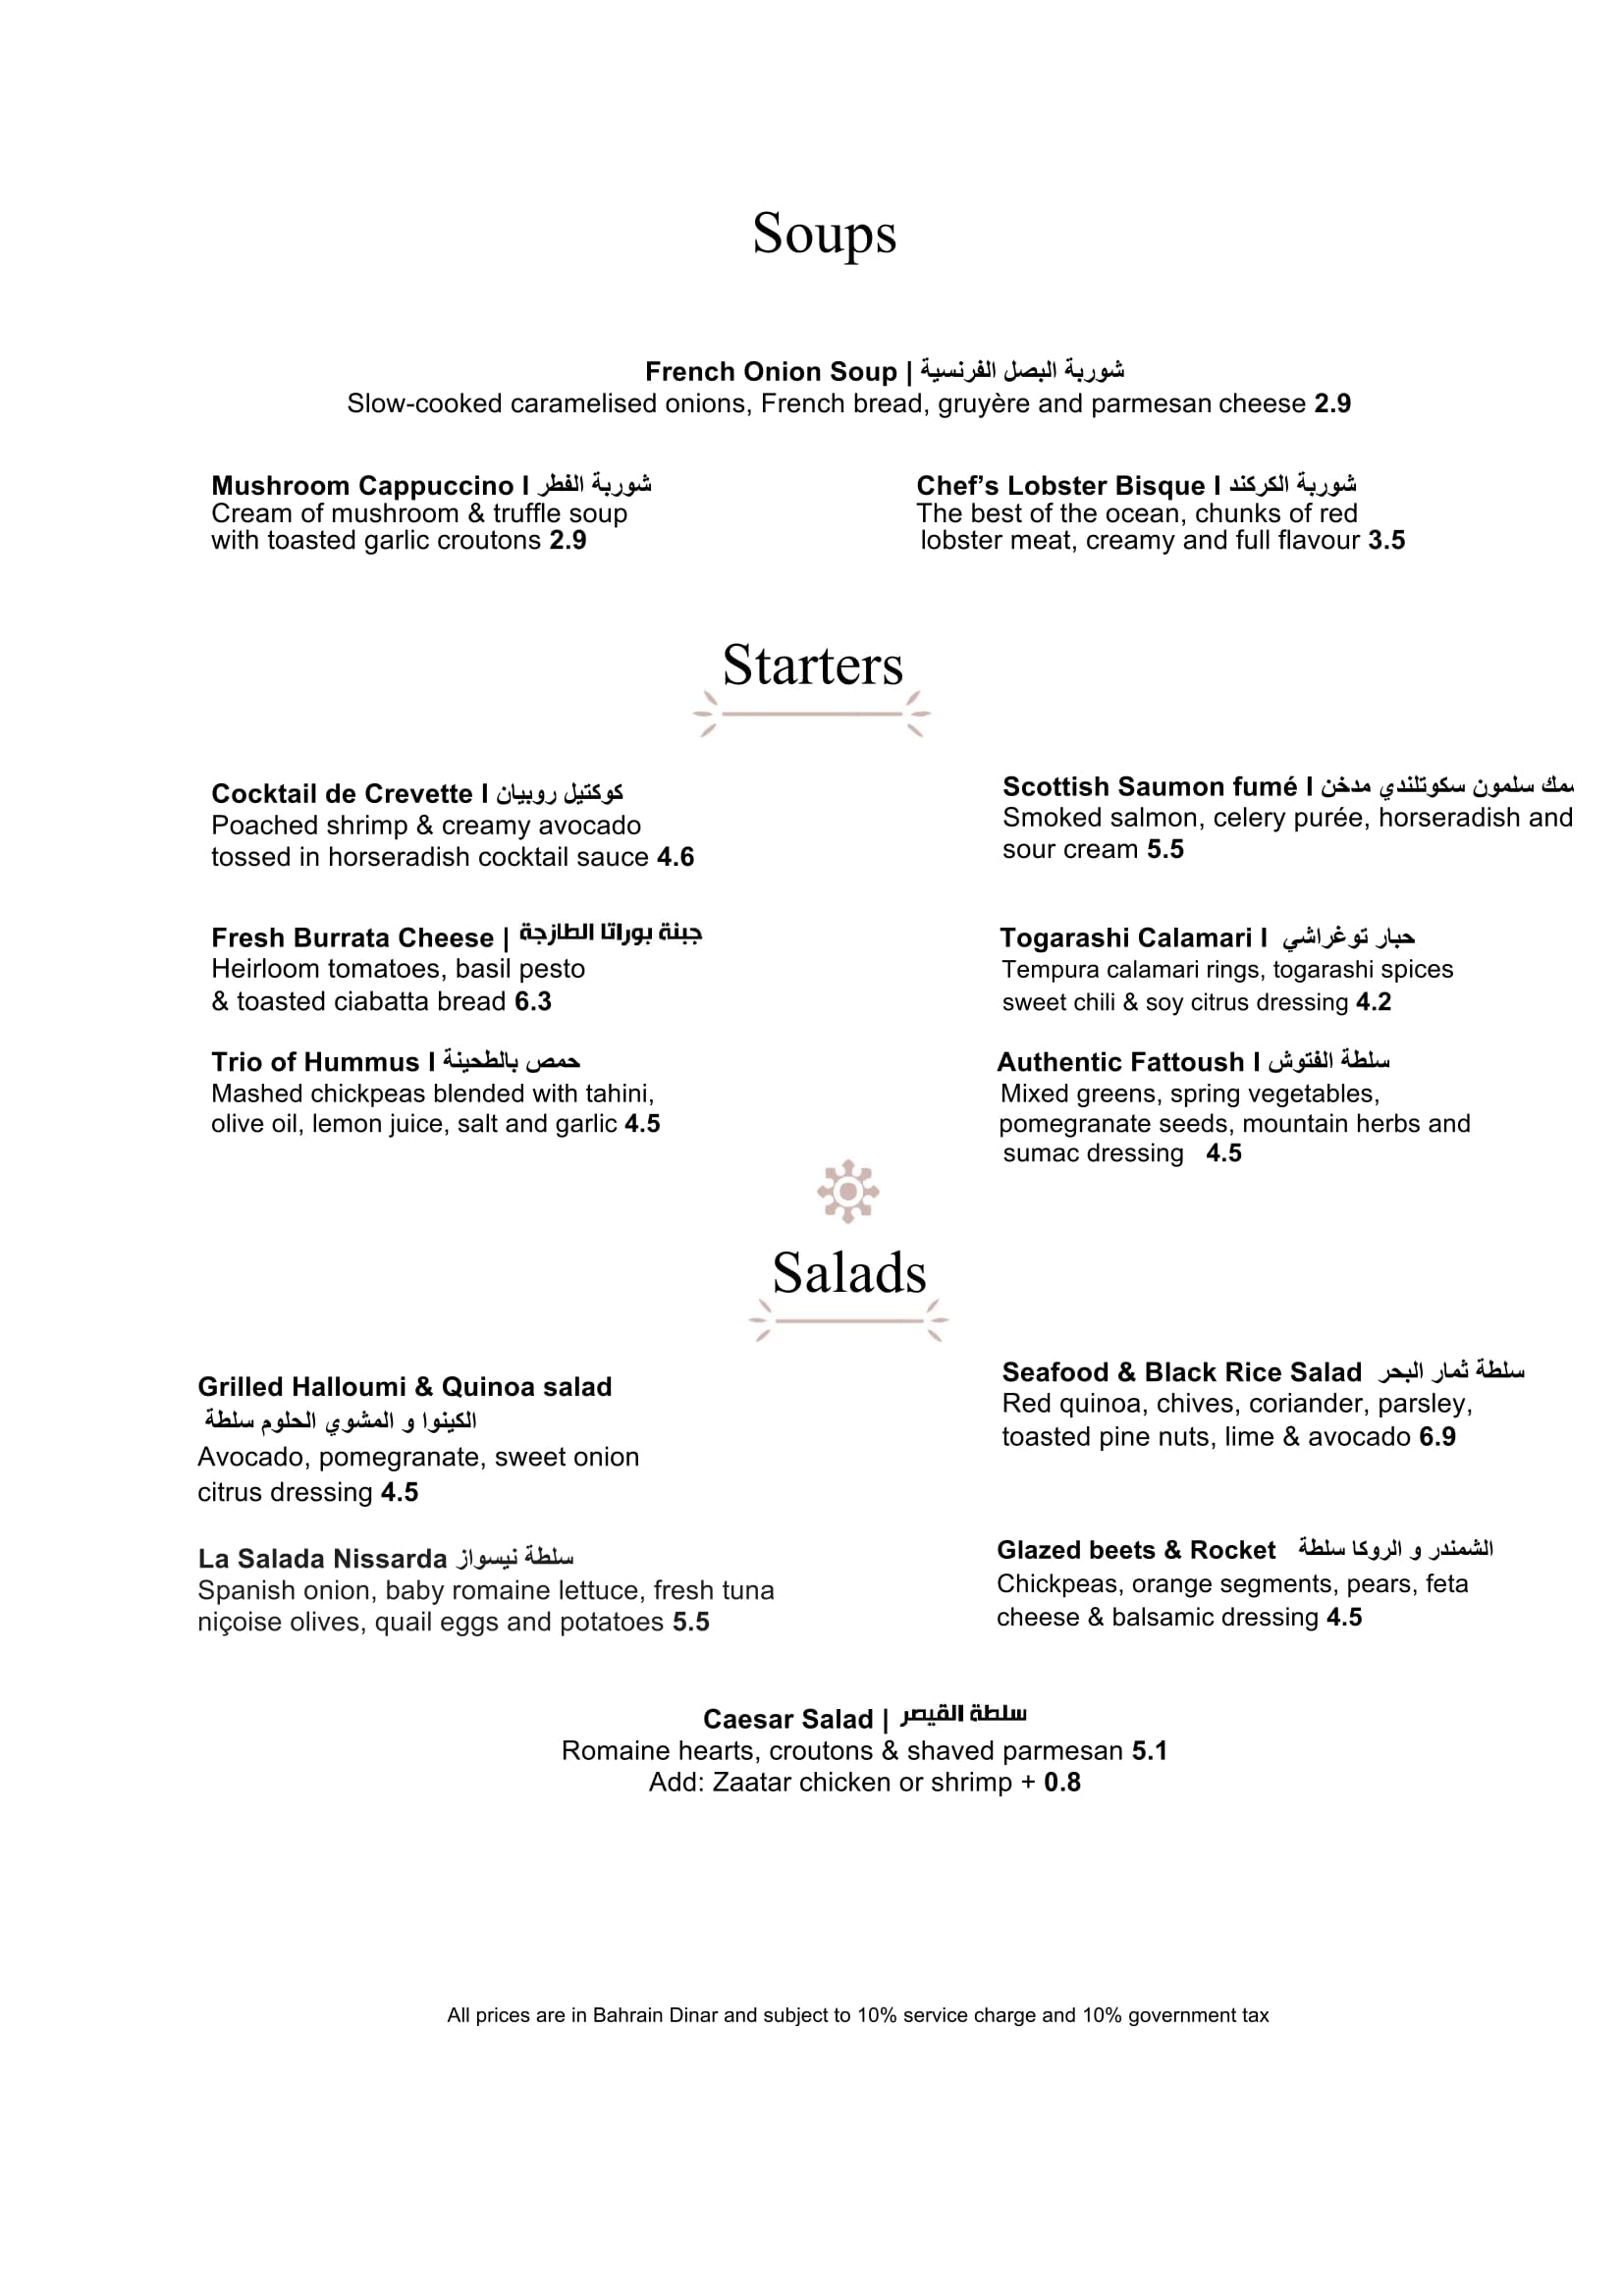 Soups
French Onion Soup | شوربة البصل الفرنسية
Slow-cooked caramelised onions, French bread, gruyère and parmesan cheese 2.9
Mushroom Cappuccino I شوربة الفطر
Cream of mushroom & truffle soup
with toasted garlic croutons 2.9
Chef’s Lobster Bisque I شوربة الكركند
The best of the ocean, chunks of red
lobster meat, creamy and full flavour 3.5
Starters
Cocktail de Crevette I كوكتيل روبيان
Poached shrimp & creamy avocado
tossed in horseradish cocktail sauce 4.6
Scottish Saumon fumé I سمك سلمون سكوتلندي مدخن
Smoked salmon, celery purée, horseradish and
sour cream 5.5
Fresh Burrata Cheese | جبنة بوراتا الطازجة
Heirloom tomatoes, basil pesto
& toasted ciabatta bread 6.3
Togarashi Calamari I حبار توغراشي
Tempura calamari rings, togarashi spices
sweet chili & soy citrus dressing 4.2
Trio of Hummus I حمص بالطحينة
Mashed chickpeas blended with tahini,
olive oil, lemon juice, salt and garlic 4.5
Authentic Fattoush I سلطة الفتوش
Mixed greens, spring vegetables,
pomegranate seeds, mountain herbs and
sumac dressing 4.5
Salads
Grilled Halloumi & Quinoa salad
الكينوا و المشوي الحلوم سلطة
Avocado, pomegranate, sweet onion
citrus dressing 4.5
Seafood & Black Rice Salad سلطة ثمار البحر
Red quinoa, chives, coriander, parsley,
toasted pine nuts, lime & avocado 6.9
La Salada Nissarda سلطة نيسواز
Spanish onion, baby romaine lettuce, fresh tuna
niçoise olives, quail eggs and potatoes 5.5
Glazed beets & Rocket الشمندر و الروكا سلطة
Chickpeas, orange segments, pears, feta
cheese & balsamic dressing 4.5
Caesar Salad | سلطة القيصر
Romaine hearts, croutons & shaved parmesan 5.1
Add: Zaatar chicken or shrimp + 0.8
All prices are in Bahrain Dinar and subject to 10% service charge and 10% government tax